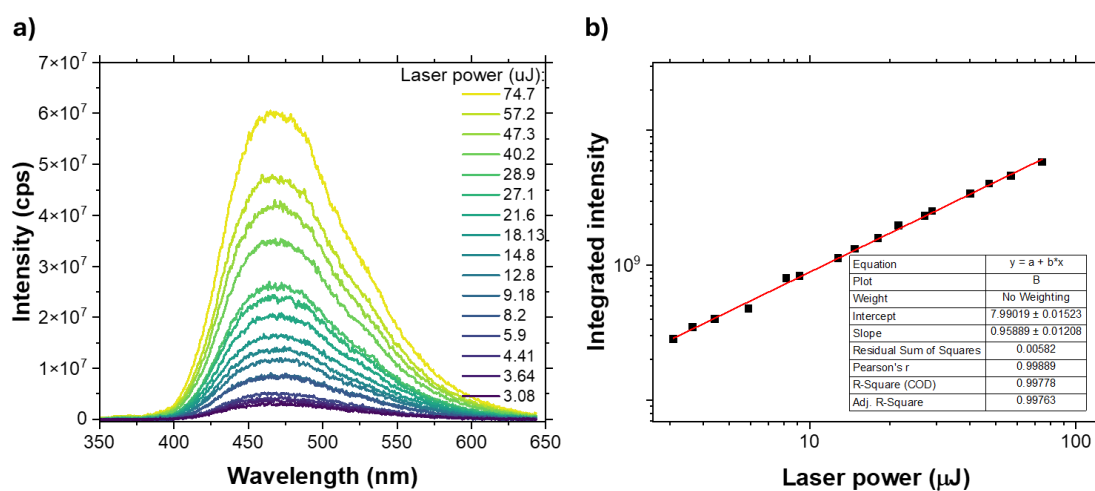 a)
7×10⁷
6×10⁷
5×10⁷
4×10⁷
3×10⁷
2×10⁷
1×10⁷
0
Intensity (cps)
350 400 450 500 550 600 650
Wavelength (nm)
Laser power (uJ):
74.7
57.2
47.3
40.2
28.9
27.1
21.6
18.13
14.8
12.8
9.18
8.2
5.9
4.41
3.64
3.08
b)
Integrated intensity
10⁹
10 100
Laser power (μJ)
Equation y = a + b*x
Plot B
Weight No Weighting
Intercept 7.99019 ± 0.01523
Slope 0.95889 ± 0.01208
Residual Sum of Squares 0.00582
Pearson's r 0.99889
R-Square (COD) 0.99778
Adj. R-Square 0.99763